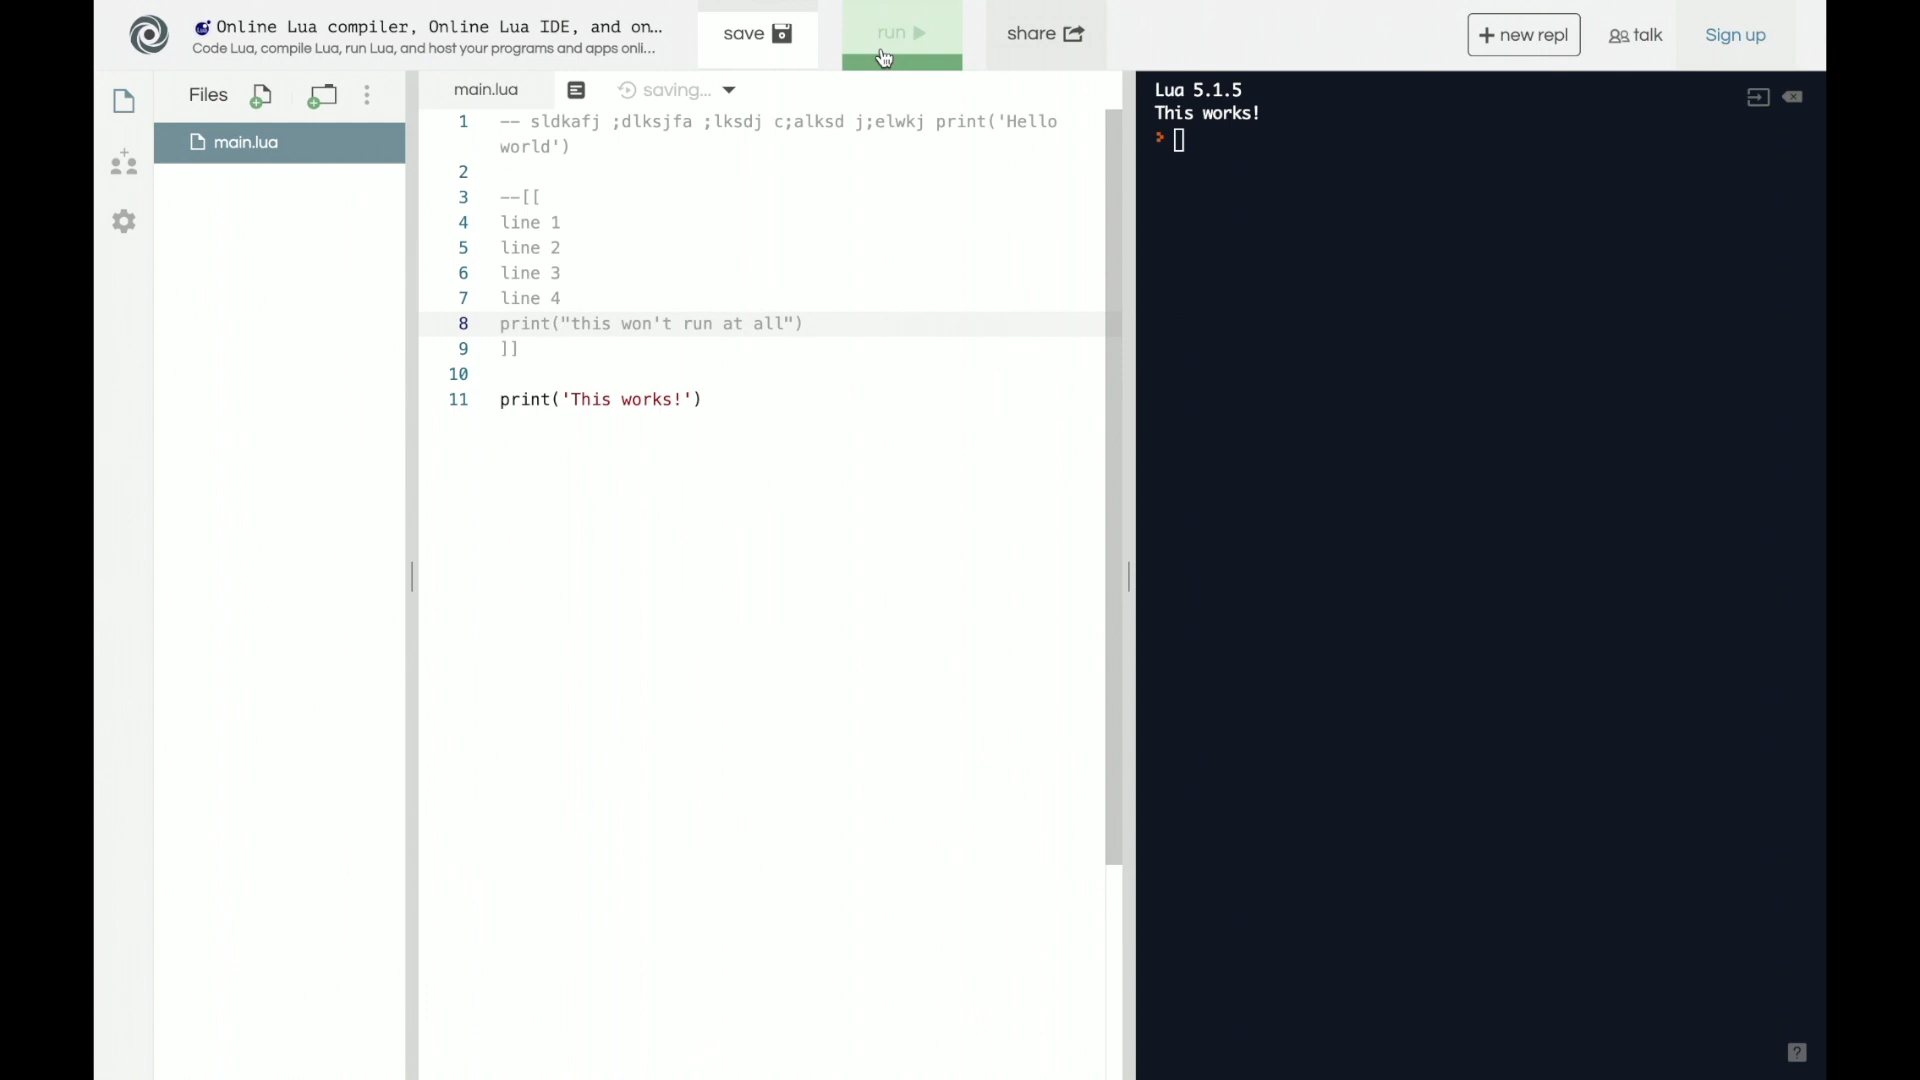 Online Lua compiler, Online Lua IDE, and on...
Code Lua, compile Lua, run Lua, and host your programs and apps onli...
save
run
share
+ new repl
talk
Sign up
Files
main.lua
main.lua
saving...
1 -- sldkafj ;dlksjfa ;lksdj c;alksd j;elwkj print('Hello
world')
2
3 --[[
4 line 1
5 line 2
6 line 3
7 line 4
8 print("this won't run at all")
9 ]]
10
11 print('This works!')
Lua 5.1.5
This works!
>
?